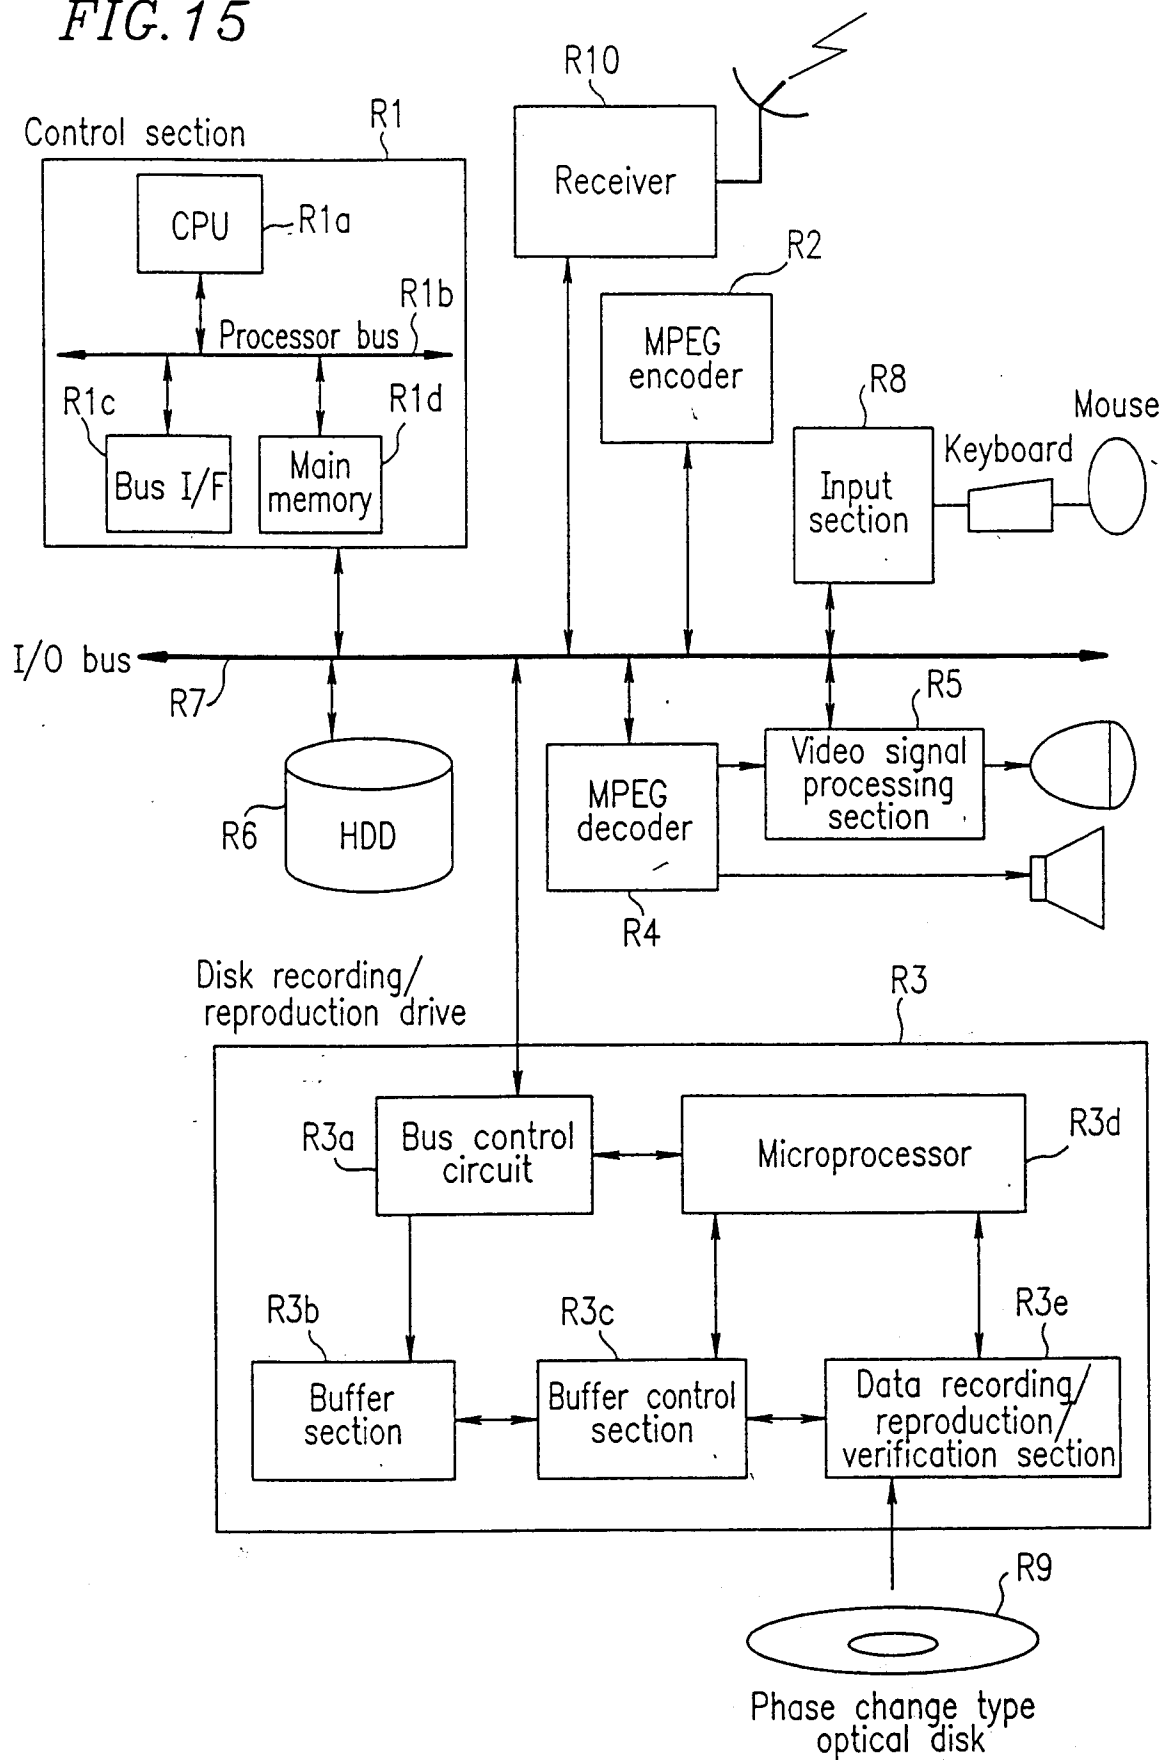 FIG.15
R10
R1
Control section
Receiver
CPU
R1a
R2
R1b
Processor bus
MPEG
encoder
R8
Mouse
R1c
R1d
Keyboard
Bus I/F
Main
memory
Input
section
I/O bus
R7
R5
Video signal
processing
section
MPEG
decoder
R6
HDD
R4
Disk recording/
reproduction drive
R3
R3a
Bus control
circuit
Microprocessor
R3d
R3b
R3c
R3e
Buffer
section
Buffer control
section
Data recording/
reproduction/
verification section
R9
Phase change type
optical disk